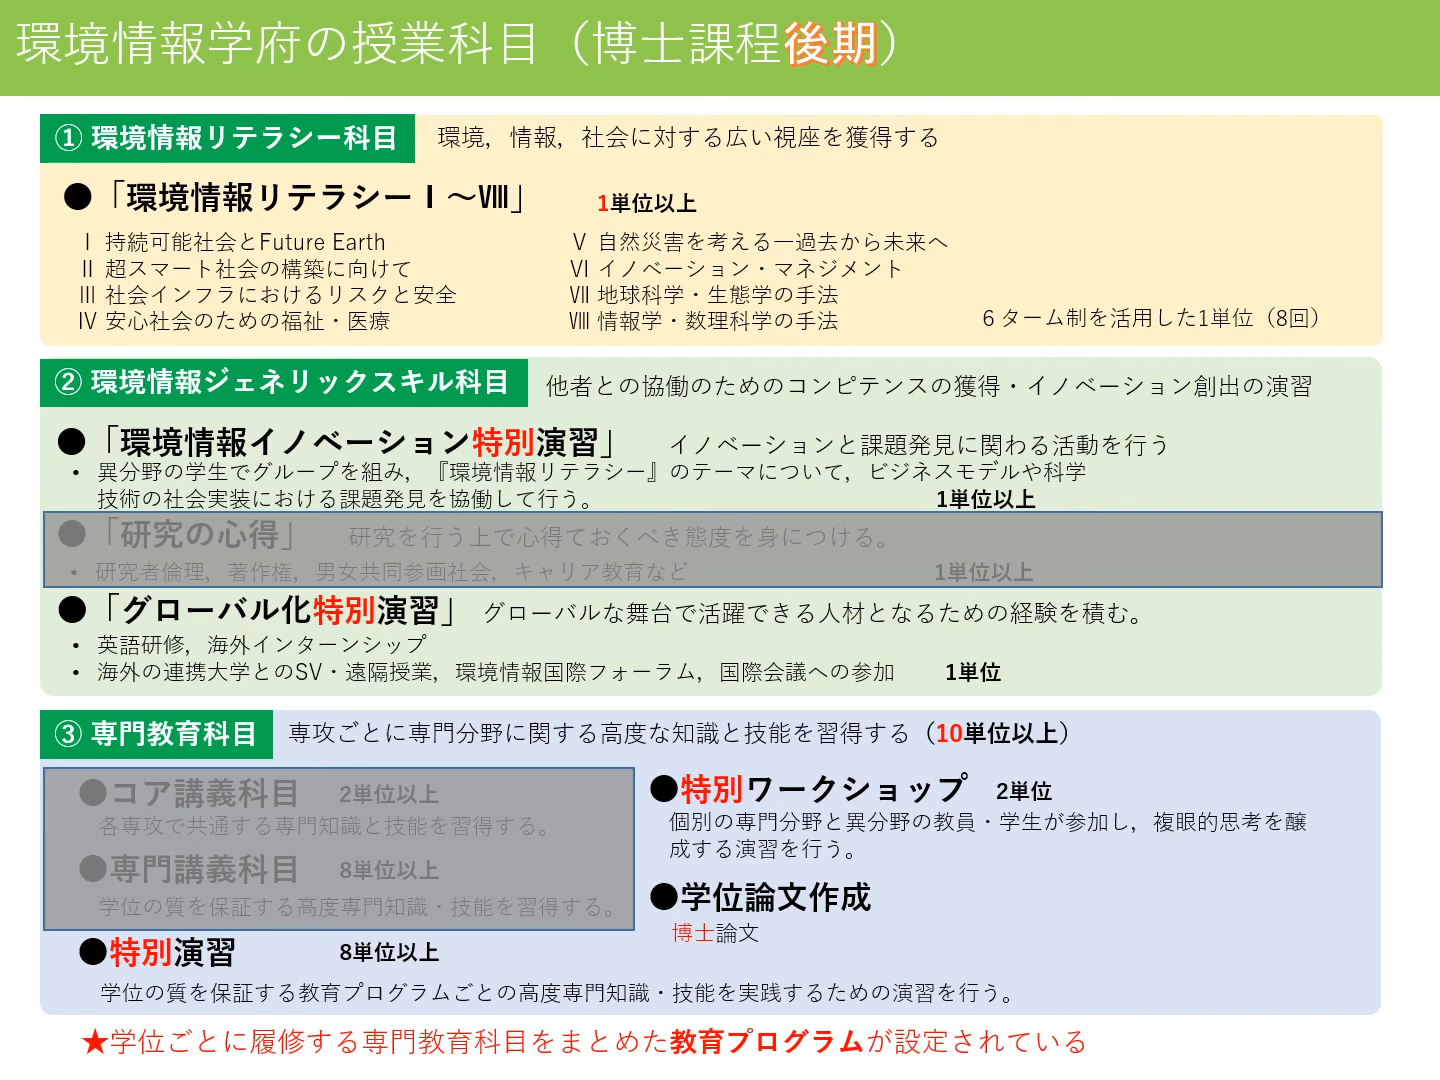 環境情報学府の授業科目（博士課程後期）
① 環境情報リテラシー科目
環境，情報，社会に対する広い視座を獲得する
●「環境情報リテラシーⅠ～Ⅷ」 1単位以上
Ⅰ 持続可能社会とFuture Earth
Ⅱ 超スマート社会の構築に向けて
Ⅲ 社会インフラにおけるリスクと安全
Ⅳ 安心社会のための福祉・医療
Ⅴ 自然災害を考える―過去から未来へ
Ⅵ イノベーション・マネジメント
Ⅶ 地球科学・生態学の手法
Ⅷ 情報学・数理科学の手法
６ターム制を活用した1単位（8回）
② 環境情報ジェネリックスキル科目
他者との協働のためのコンピテンスの獲得・イノベーション創出の演習
●「環境情報イノベーション特別演習」 イノベーションと課題発見に関わる活動を行う
• 異分野の学生でグループを組み，『環境情報リテラシー』のテーマについて，ビジネスモデルや科学
技術の社会実装における課題発見を協働して行う。 1単位以上
●「研究の心得」 研究を行う上で心得ておくべき態度を身につける。
• 研究者倫理，著作権，男女共同参画社会，キャリア教育など 1単位以上
●「グローバル化特別演習」 グローバルな舞台で活躍できる人材となるための経験を積む。
• 英語研修，海外インターンシップ
• 海外の連携大学とのSV・遠隔授業，環境情報国際フォーラム，国際会議への参加 1単位
③ 専門教育科目
専攻ごとに専門分野に関する高度な知識と技能を習得する（10単位以上）
●コア講義科目 2単位以上
各専攻で共通する専門知識と技能を習得する。
●専門講義科目 8単位以上
学位の質を保証する高度専門知識・技能を習得する。
●特別演習 8単位以上
学位の質を保証する教育プログラムごとの高度専門知識・技能を実践するための演習を行う。
●特別ワークショップ 2単位
個別の専門分野と異分野の教員・学生が参加し，複眼的思考を醸
成する演習を行う。
●学位論文作成
博士論文
★学位ごとに履修する専門教育科目をまとめた教育プログラムが設定されている